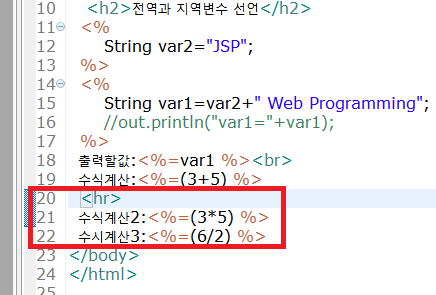 10 <h2>전역과 지역변수 선언</h2>
11 <%
12 String var2="JSP";
13 %>
14 <%
15 String var1=var2+" Web Programming";
16 //out.println("var1="+var1);
17 %>
18 출력할값:<%=var1 %><br>
19 수식계산:<%=(3+5) %>
20 <hr>
21 수식계산2:<%=(3*5) %>
22 수시계산3:<%=(6/2) %>
23 </body>
24 </html>